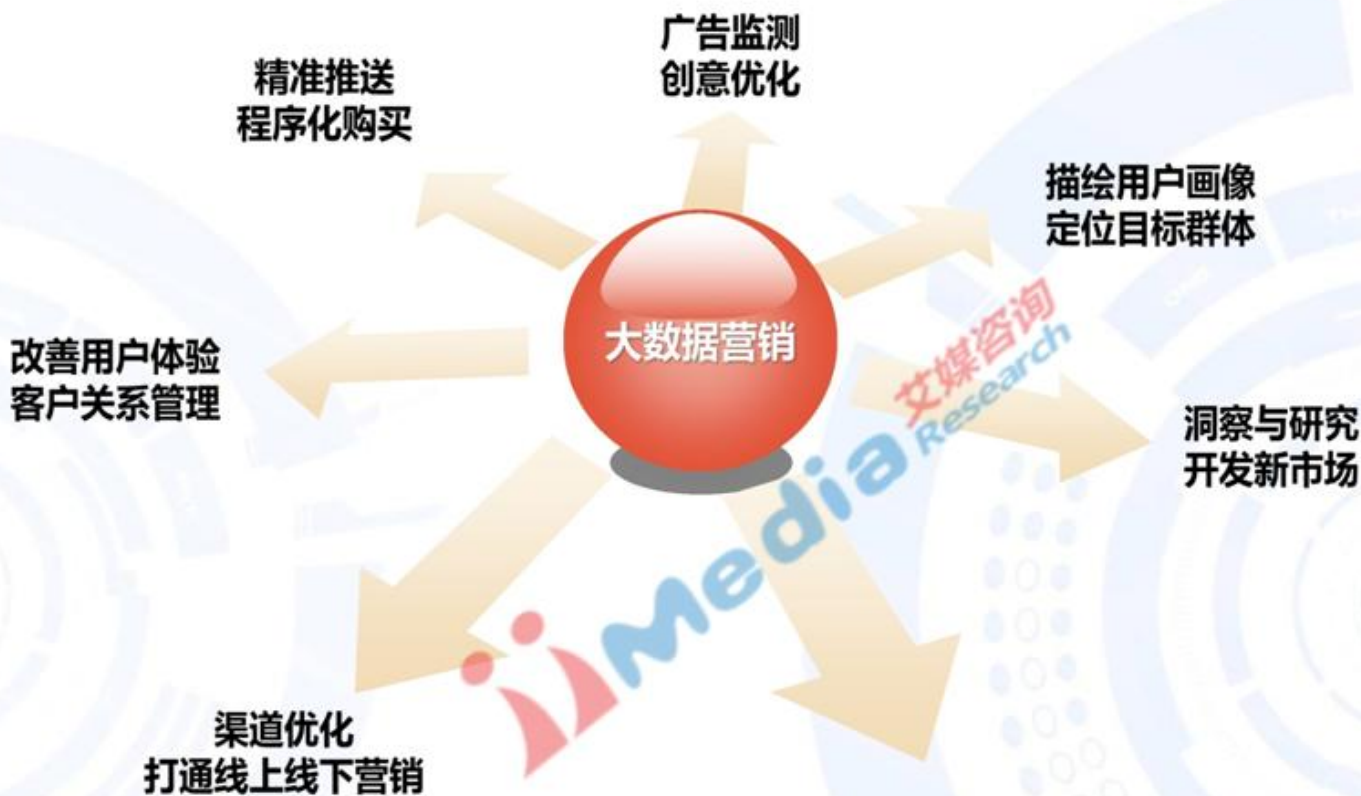 广告监测
创意优化
精准推送
程序化购买
描绘用户画像
定位目标群体
大数据营销
改善用户体验
客户关系管理
洞察与研究
开发新市场
渠道优化
打通线上线下营销
艾媒咨询
iiMedia Research